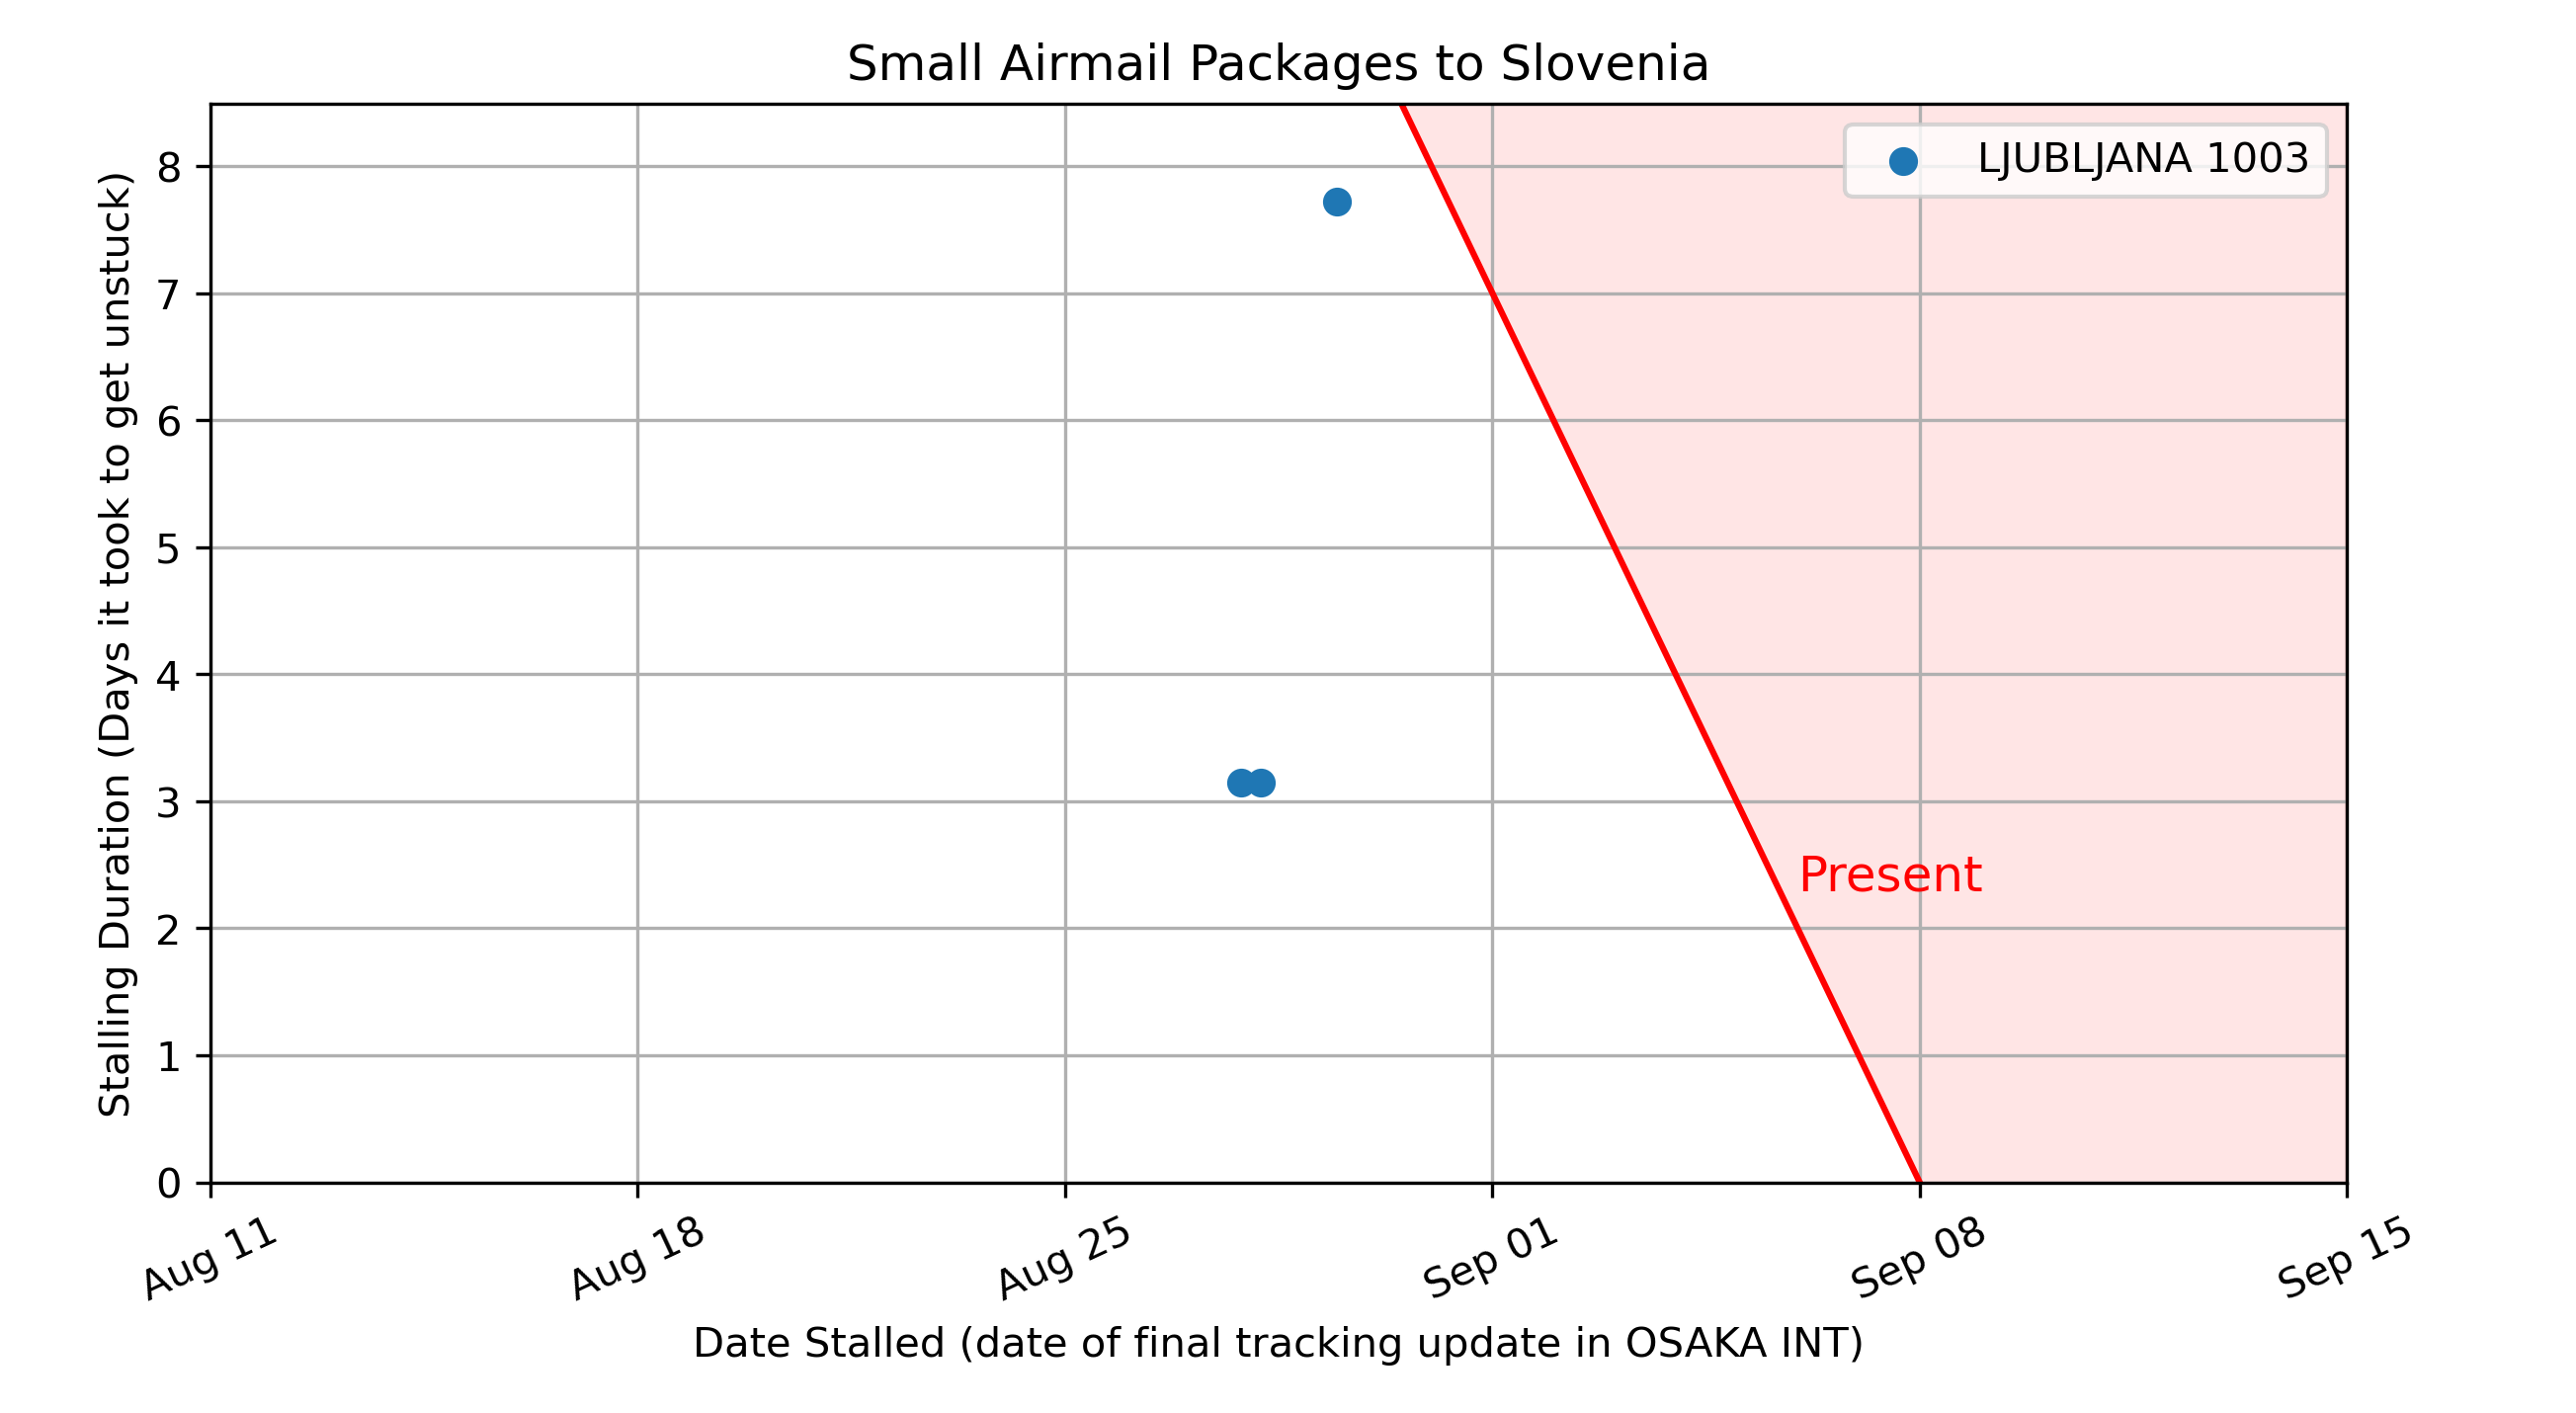 Small Airmail Packages to Slovenia
LJUBLJANA 1003
Stalling Duration (Days it took to get unstuck)
8
7
6
5
4
3
2
1
0
Present
Aug 11
Aug 18
Aug 25
Sep 01
Sep 08
Sep 15
Date Stalled (date of final tracking update in OSAKA INT)